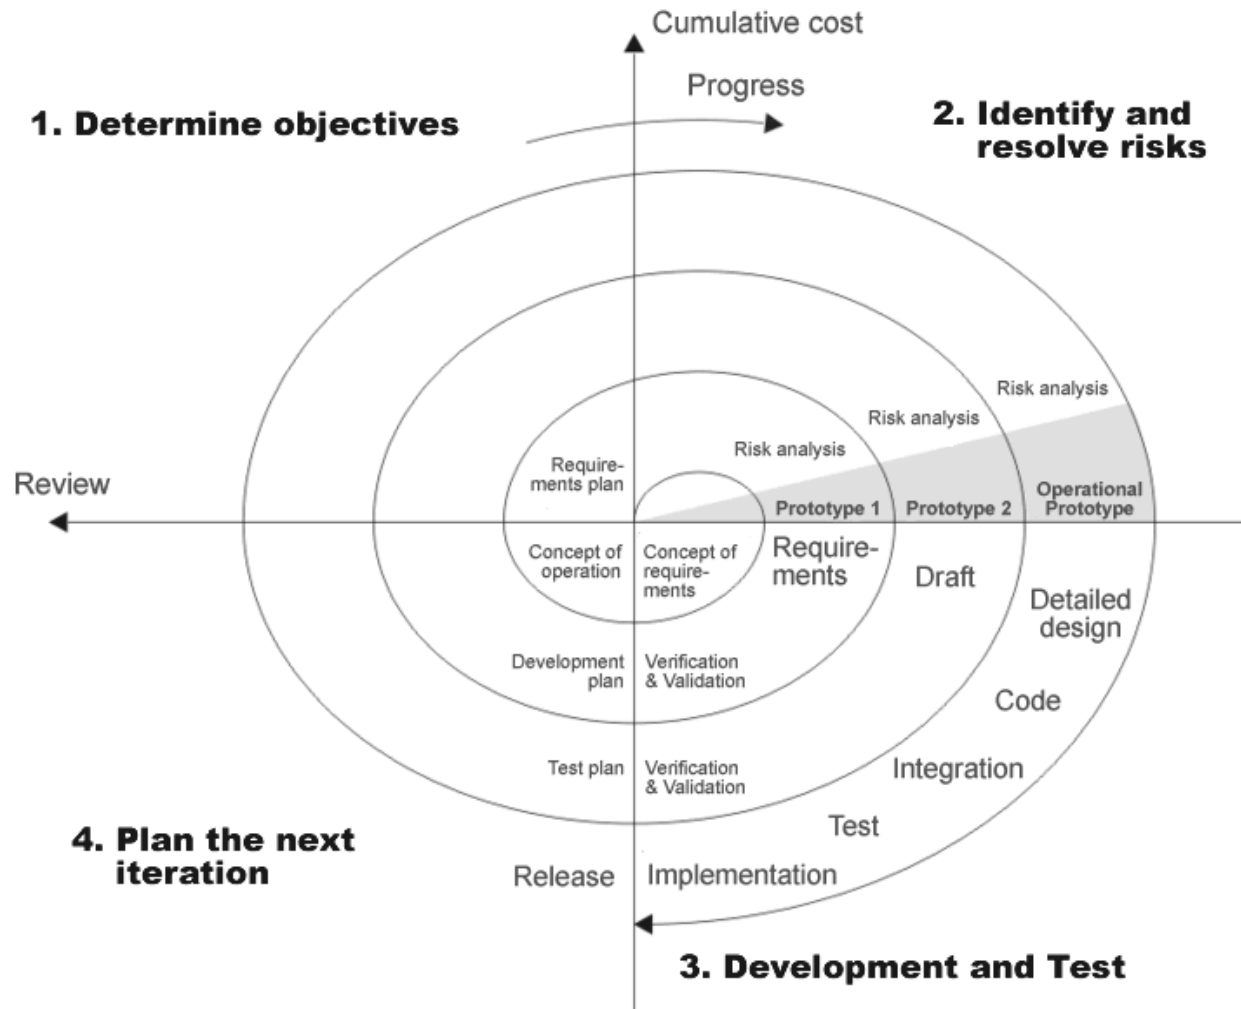 Cumulative cost
Progress
1. Determine objectives
2. Identify and
resolve risks
Risk analysis
Risk analysis
Risk analysis
Require-
ments plan
Review
Prototype 1
Prototype 2
Operational
Prototype
Concept of
operation
Concept of
require-
ments
Require-
ments
Draft
Detailed
design
Development
plan
Verification
& Validation
Code
Test plan
Verification
& Validation
Integration
Test
4. Plan the next
iteration
Release
Implementation
3. Development and Test